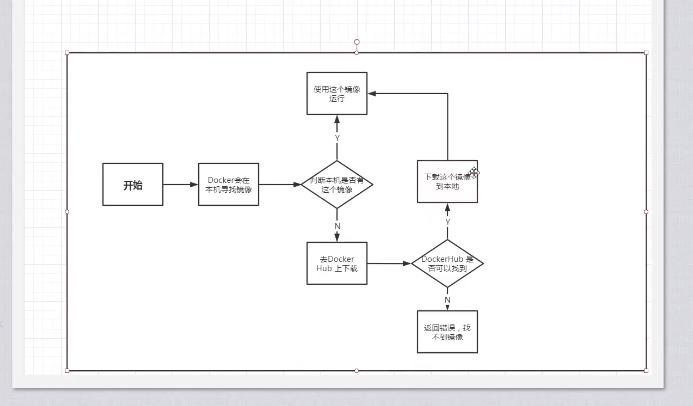 使用这个镜像
运行
Y
开始
Docker会在
本机寻找镜像
判断本机是否有
这个镜像
下载这个镜像
到本地
N
Y
去Docker
Hub 上下载
DockerHub 是
否可以找到
N
返回错误，找
不到镜像